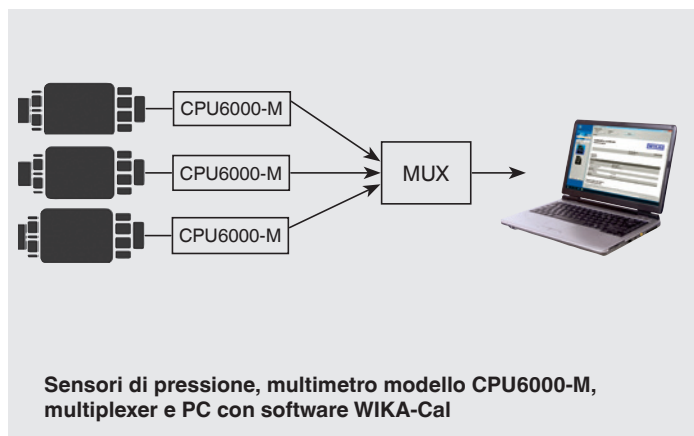 CPU6000-M
CPU6000-M
MUX
CPU6000-M
Sensori di pressione, multimetro modello CPU6000-M,
multiplexer e PC con software WIKA-Cal